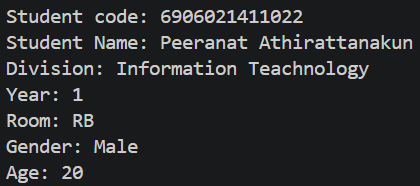 Student code: 6906021411022
Student Name: Peeranat Athirattanakun
Division: Information Teachnology
Year: 1
Room: RB
Gender: Male
Age: 20